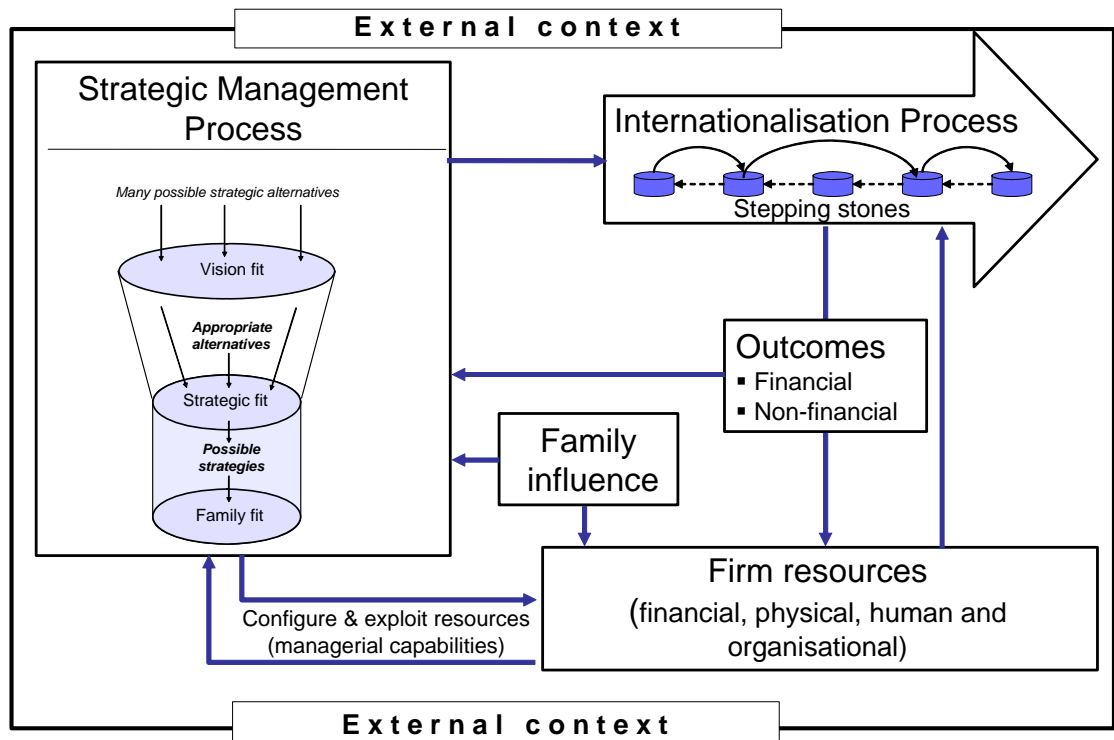 External context
Strategic Management
Process
Many possible strategic alternatives
Vision fit
Appropriate
alternatives
Strategic fit
Possible
strategies
Family fit
Internationalisation Process
Stepping stones
Outcomes
▪ Financial
▪ Non-financial
Family
influence
Configure & exploit resources
(managerial capabilities)
Firm resources
(financial, physical, human and
organisational)
External context